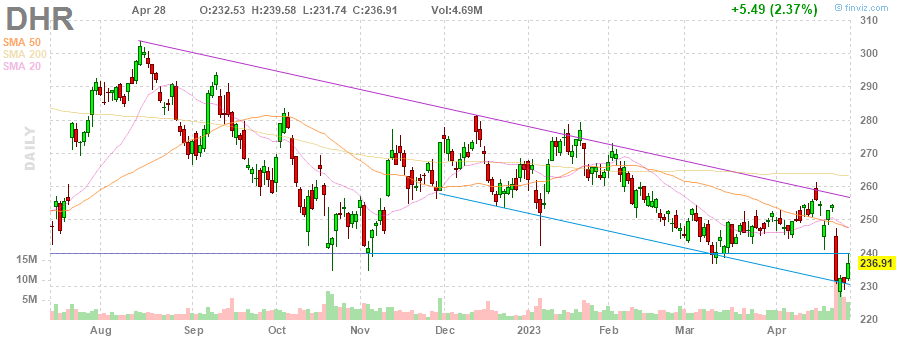 DHR Apr 28 O:232.53 H:239.58 L:231.74 C:236.91 Vol:4.69M +5.49 (2.37%) © finviz.com
SMA 50
SMA 200
SMA 20
DAILY
310
300
290
280
270
260
250
240
236.91
230
220
15M
10M
5M
Aug Sep Oct Nov Dec 2023 Feb Mar Apr